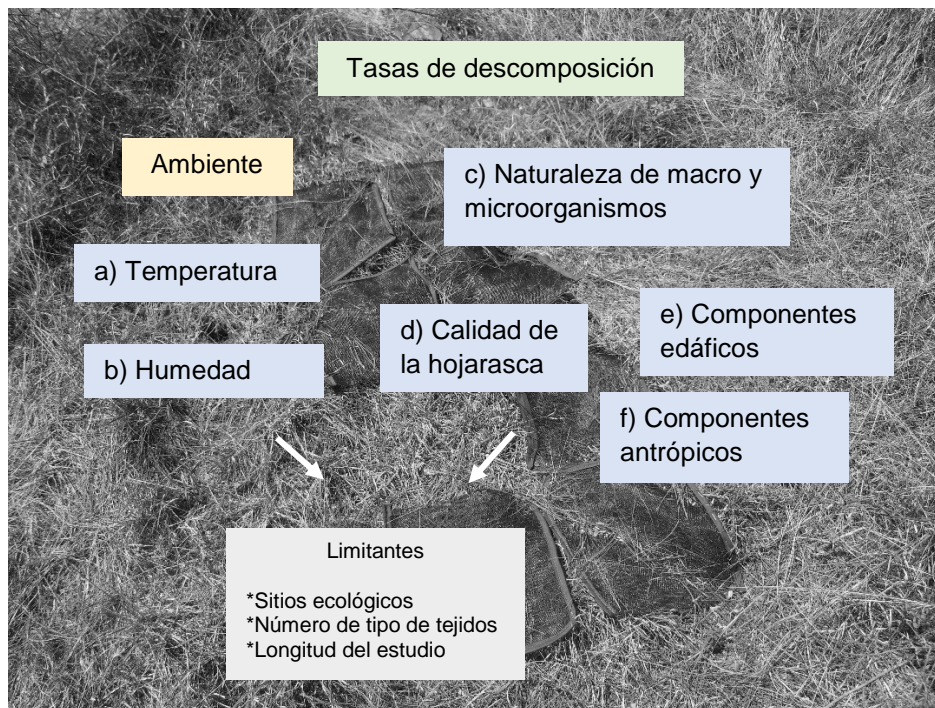 Tasas de descomposición
Ambiente
c) Naturaleza de macro y
microorganismos
a) Temperatura
e) Componentes
edáficos
d) Calidad de
la hojarasca
b) Humedad
f) Componentes
antrópicos
Limitantes
*Sitios ecológicos
*Número de tipo de tejidos
*Longitud del estudio